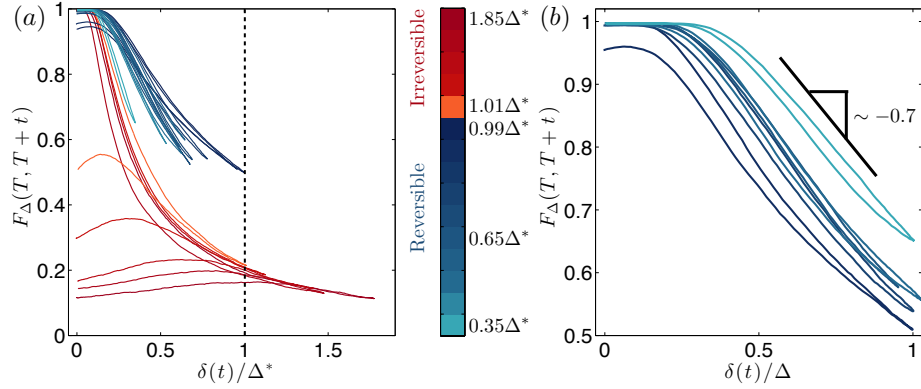 (a)
F_Δ(T, T + t)
1
0.8
0.6
0.4
0.2
0
0 0.5 1 1.5
δ(t)/Δ*
Irreversible
Reversible
1.85Δ*
1.01Δ*
0.99Δ*
0.65Δ*
0.35Δ*
(b)
F_Δ(T, T + t)
1
0.9
0.8
0.7
0.6
0.5
0 0.5 1
δ(t)/Δ
~ −0.7